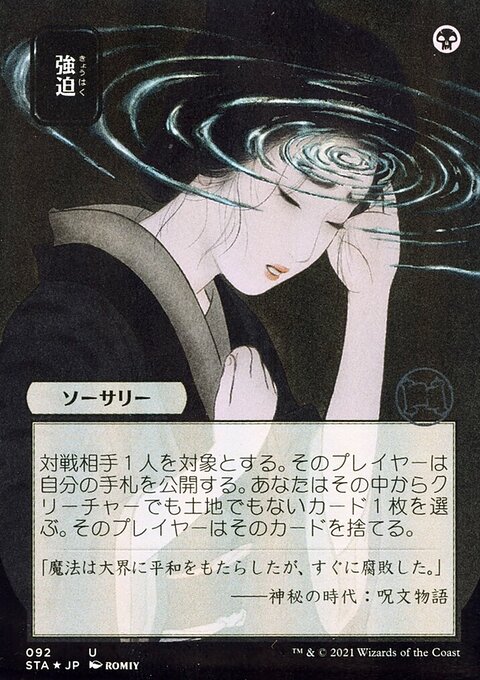 きょうはく
強迫
ソーサリー
対戦相手1人を対象とする。そのプレイヤーは
自分の手札を公開する。あなたはその中からク
リーチャーでも土地でもないカード1枚を選
ぶ。そのプレイヤーはそのカードを捨てる。
「魔法は大界に平和をもたらしたが、すぐに腐敗した。」
――神秘の時代：呪文物語
092 U
STA★JP ROMIY
™ & © 2021 Wizards of the Coast